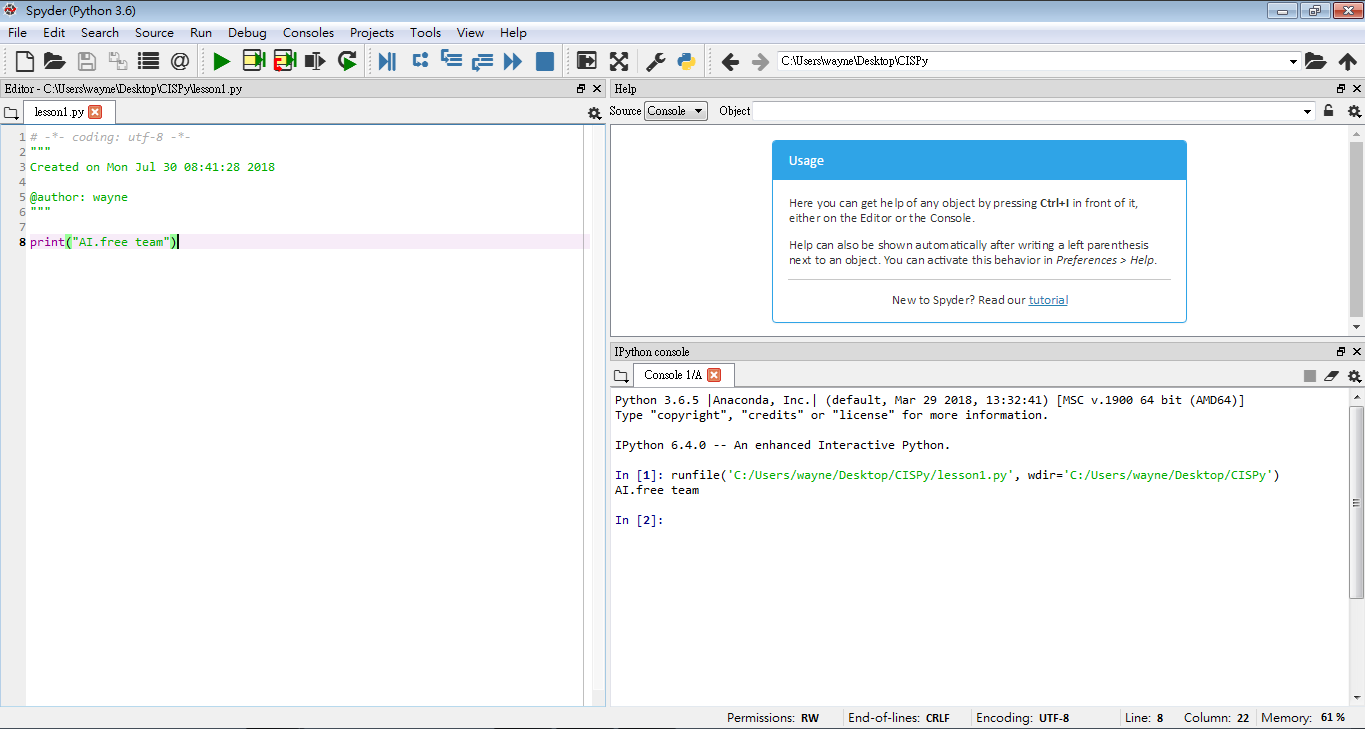 Spyder (Python 3.6)
File Edit Search Source Run Debug Consoles Projects Tools View Help
C:\Users\wayne\Desktop\CISPy
Editor - C:\Users\wayne\Desktop\CISPy\lesson1.py
lesson1.py
1 # -*- coding: utf-8 -*-
2 """
3 Created on Mon Jul 30 08:41:28 2018
4
5 @author: wayne
6 """
7
8 print("AI.free team")
Help
Source Console Object
Usage
Here you can get help of any object by pressing Ctrl+I in front of it,
either on the Editor or the Console.
Help can also be shown automatically after writing a left parenthesis
next to an object. You can activate this behavior in Preferences > Help.
New to Spyder? Read our tutorial
IPython console
Console 1/A
Python 3.6.5 |Anaconda, Inc.| (default, Mar 29 2018, 13:32:41) [MSC v.1900 64 bit (AMD64)]
Type "copyright", "credits" or "license" for more information.
IPython 6.4.0 -- An enhanced Interactive Python.
In [1]: runfile('C:/Users/wayne/Desktop/CISPy/lesson1.py', wdir='C:/Users/wayne/Desktop/CISPy')
AI.free team
In [2]:
Permissions: RW End-of-lines: CRLF Encoding: UTF-8 Line: 8 Column: 22 Memory: 61 %